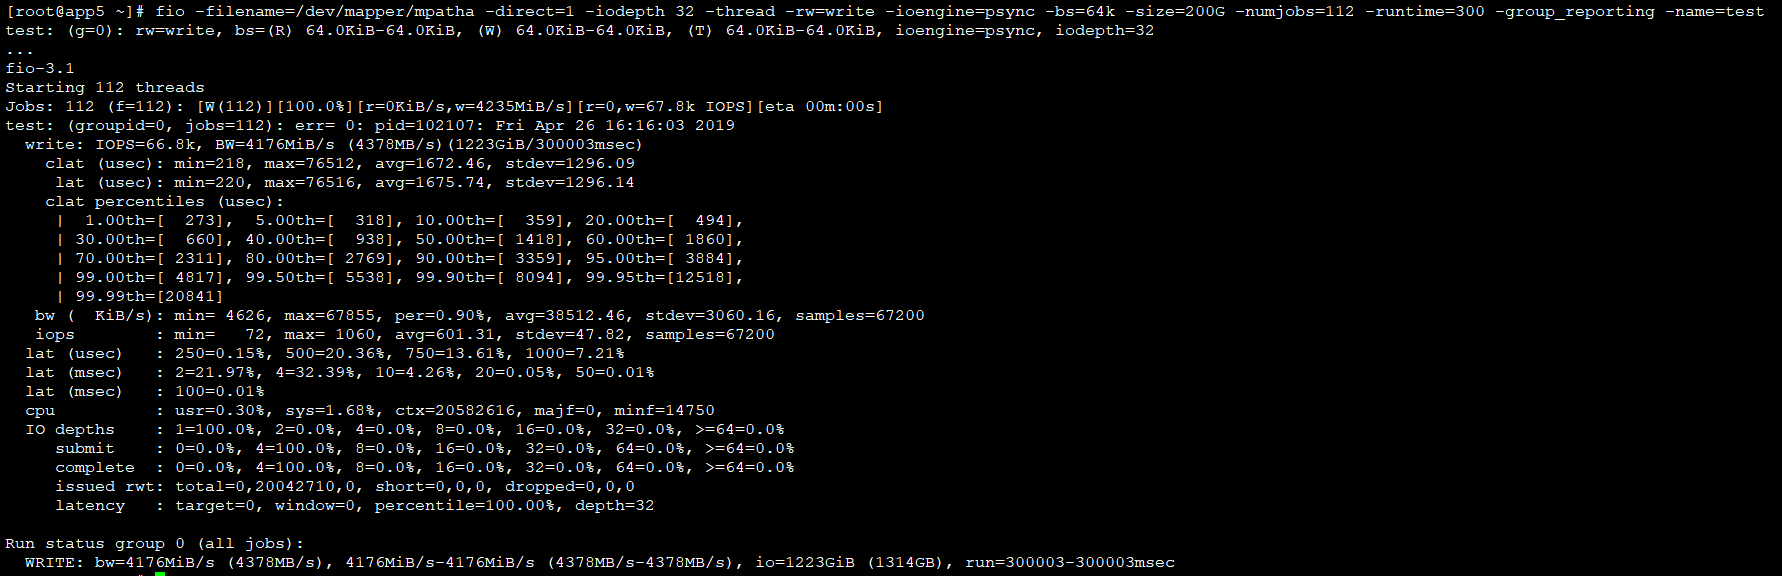 [root@app5 ~]# fio -filename=/dev/mapper/mpatha -direct=1 -iodepth 32 -thread -rw=write -ioengine=psync -bs=64k -size=200G -numjobs=112 -runtime=300 -group_reporting -name=test
test: (g=0): rw=write, bs=(R) 64.0KiB-64.0KiB, (W) 64.0KiB-64.0KiB, (T) 64.0KiB-64.0KiB, ioengine=psync, iodepth=32
...
fio-3.1
Starting 112 threads
Jobs: 112 (f=112): [W(112)][100.0%][r=0KiB/s,w=4235MiB/s][r=0,w=67.8k IOPS][eta 00m:00s]
test: (groupid=0, jobs=112): err= 0: pid=102107: Fri Apr 26 16:16:03 2019
  write: IOPS=66.8k, BW=4176MiB/s (4378MB/s)(1223GiB/300003msec)
    clat (usec): min=218, max=76512, avg=1672.46, stdev=1296.09
     lat (usec): min=220, max=76516, avg=1675.74, stdev=1296.14
    clat percentiles (usec):
     |  1.00th=[  273],  5.00th=[  318], 10.00th=[  359], 20.00th=[  494],
     | 30.00th=[  660], 40.00th=[  938], 50.00th=[ 1418], 60.00th=[ 1860],
     | 70.00th=[ 2311], 80.00th=[ 2769], 90.00th=[ 3359], 95.00th=[ 3884],
     | 99.00th=[ 4817], 99.50th=[ 5538], 99.90th=[ 8094], 99.95th=[12518],
     | 99.99th=[20841]
   bw (  KiB/s): min= 4626, max=67855, per=0.90%, avg=38512.46, stdev=3060.16, samples=67200
   iops        : min=   72, max= 1060, avg=601.31, stdev=47.82, samples=67200
  lat (usec)   : 250=0.15%, 500=20.36%, 750=13.61%, 1000=7.21%
  lat (msec)   : 2=21.97%, 4=32.39%, 10=4.26%, 20=0.05%, 50=0.01%
  lat (msec)   : 100=0.01%
  cpu          : usr=0.30%, sys=1.68%, ctx=20582616, majf=0, minf=14750
  IO depths    : 1=100.0%, 2=0.0%, 4=0.0%, 8=0.0%, 16=0.0%, 32=0.0%, >=64=0.0%
     submit    : 0=0.0%, 4=100.0%, 8=0.0%, 16=0.0%, 32=0.0%, 64=0.0%, >=64=0.0%
     complete  : 0=0.0%, 4=100.0%, 8=0.0%, 16=0.0%, 32=0.0%, 64=0.0%, >=64=0.0%
     issued rwt: total=0,20042710,0, short=0,0,0, dropped=0,0,0
     latency   : target=0, window=0, percentile=100.00%, depth=32
Run status group 0 (all jobs):
  WRITE: bw=4176MiB/s (4378MB/s), 4176MiB/s-4176MiB/s (4378MB/s-4378MB/s), io=1223GiB (1314GB), run=300003-300003msec